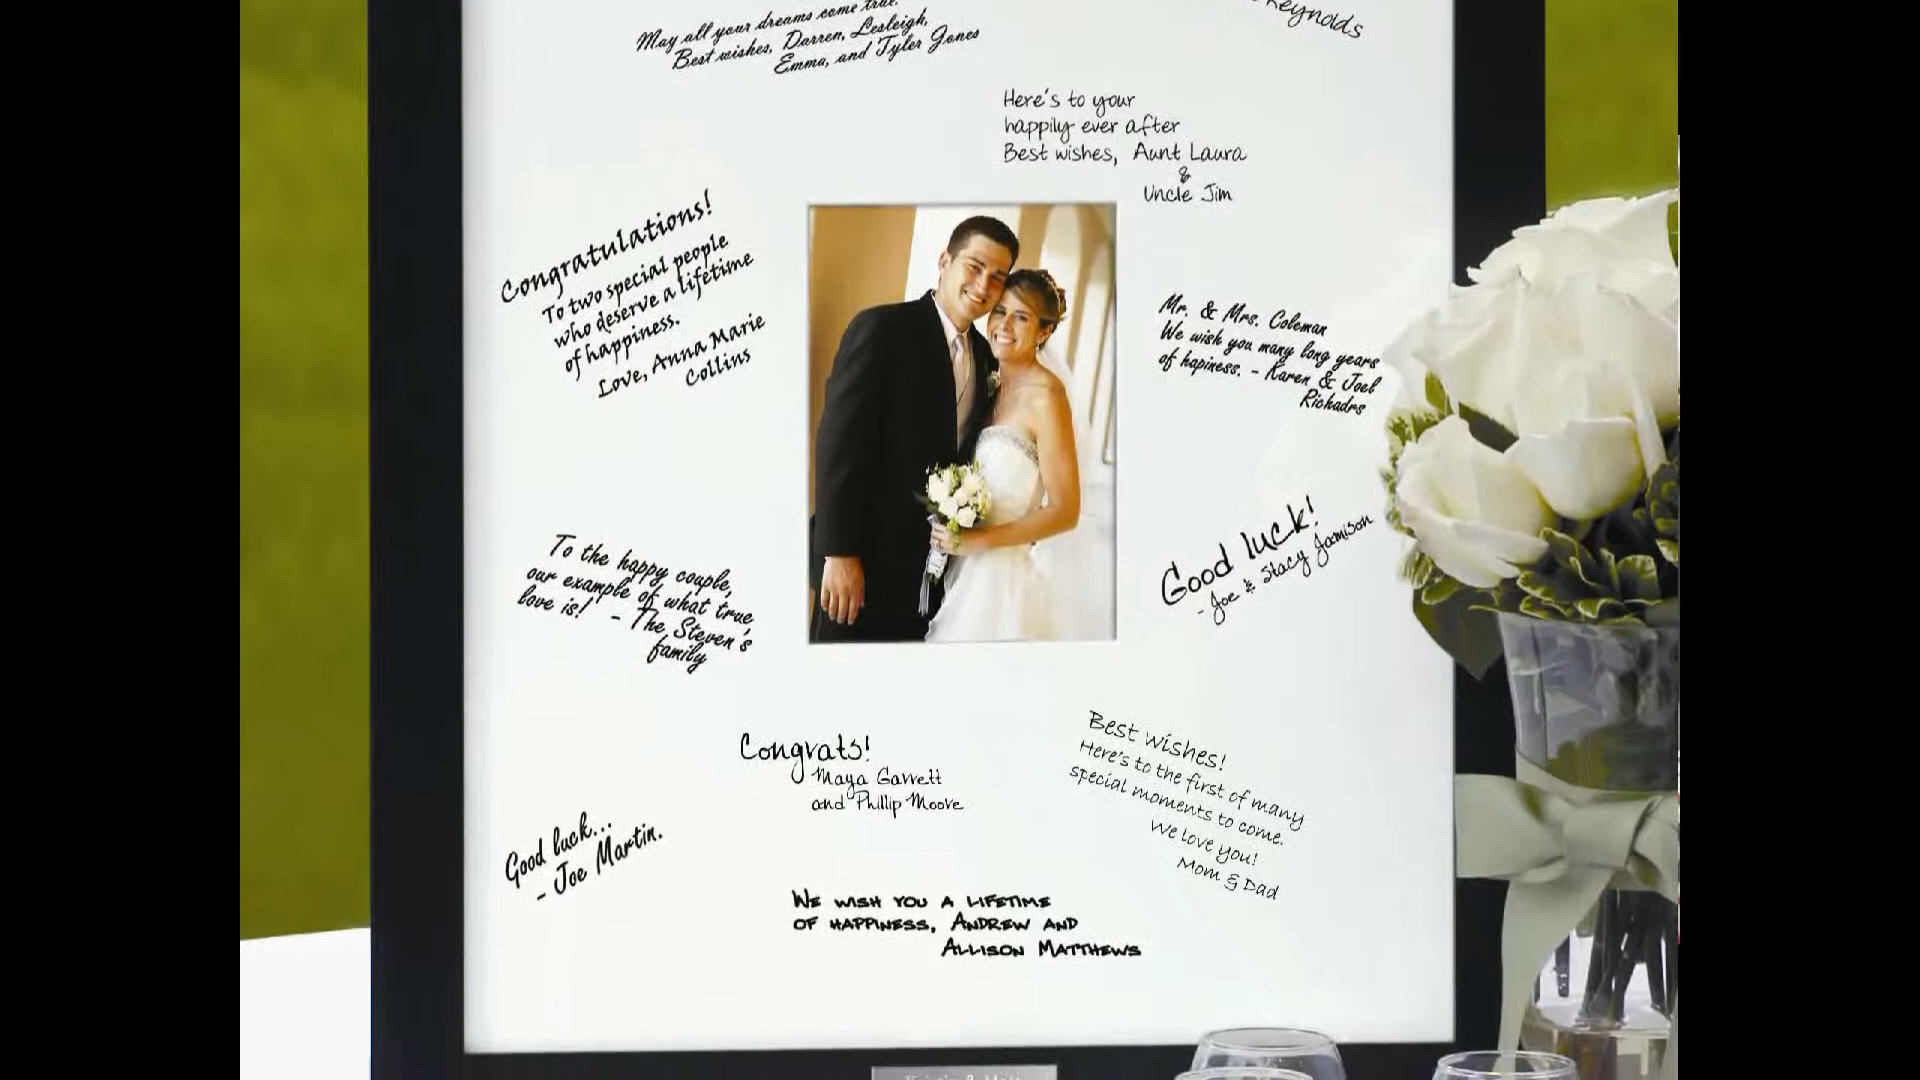 May all your dreams come true.
Best wishes, Darren, Lesleigh,
Emma, and Tyler Jones
Reynolds
Here's to your
happily ever after
Best wishes, Aunt Laura
&
Uncle Jim
Congratulations!
To two special people
who deserve a lifetime
of happiness.
Love, Anna Marie
Collins
Mr. & Mrs. Coleman
We wish you many long years
of hapiness. - Karen & Joel
Richadrs
Good luck!
- Joe & Stacy Jamison
To the happy couple,
our example of what true
love is! - The Steven's
family
Congrats!
Maya Garrett
and Phillip Moore
Best wishes!
Here's to the first of many
special moments to come.
We love you!
Mom & Dad
Good luck...
- Joe Martin.
WE WISH YOU A LIFETIME
OF HAPPINESS, ANDREW AND
ALLISON MATTHEWS